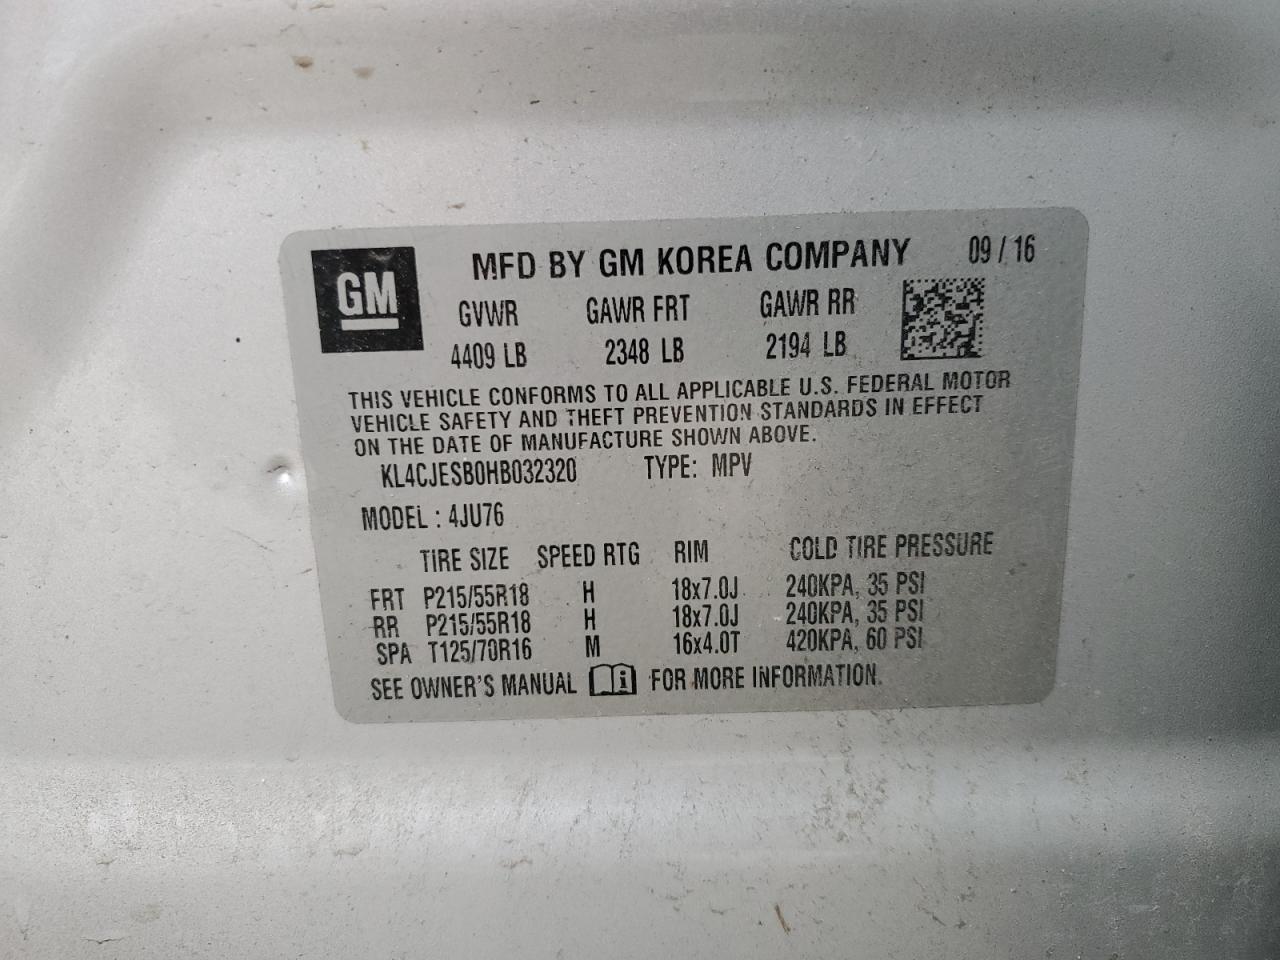 GM
MFD BY GM KOREA COMPANY 09 / 16
GVWR GAWR FRT GAWR RR
4409 LB 2348 LB 2194 LB
THIS VEHICLE CONFORMS TO ALL APPLICABLE U.S. FEDERAL MOTOR
VEHICLE SAFETY AND THEFT PREVENTION STANDARDS IN EFFECT
ON THE DATE OF MANUFACTURE SHOWN ABOVE.
KL4CJESB0HB032320 TYPE: MPV
MODEL : 4JU76
TIRE SIZE SPEED RTG RIM COLD TIRE PRESSURE
FRT P215/55R18 H 18x7.0J 240KPA, 35 PSI
RR P215/55R18 H 18x7.0J 240KPA, 35 PSI
SPA T125/70R16 M 16x4.0T 420KPA, 60 PSI
SEE OWNER'S MANUAL i FOR MORE INFORMATION.